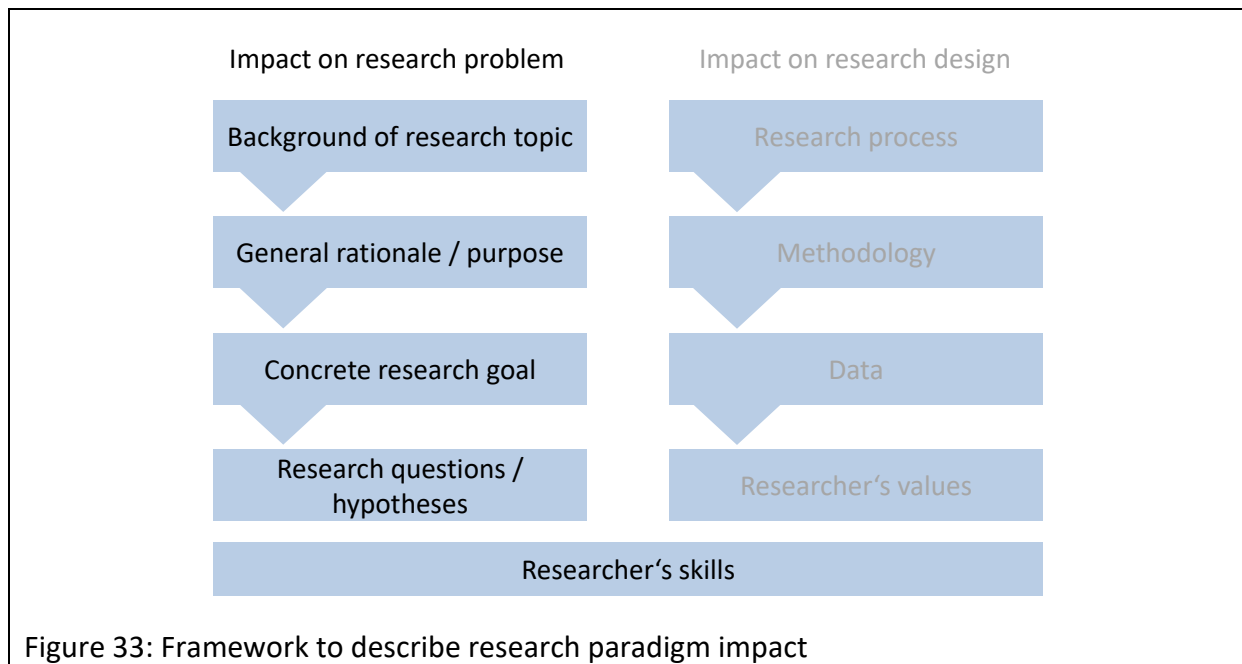 Impact on research problem
Impact on research design
Background of research topic
Research process
General rationale / purpose
Methodology
Concrete research goal
Data
Research questions /
hypotheses
Researcher‘s values
Researcher‘s skills
Figure 33: Framework to describe research paradigm impact